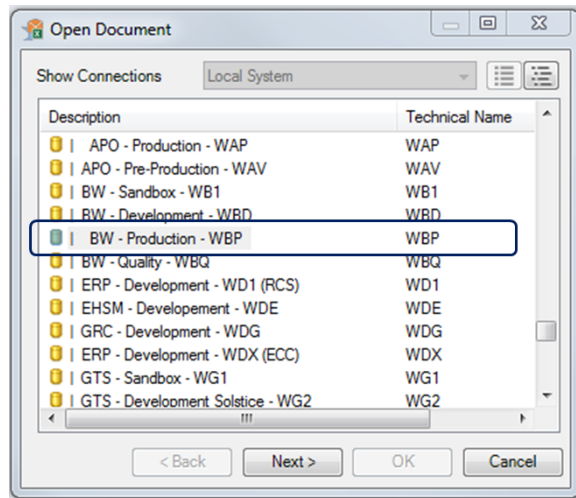 Open Document
Show Connections Local System
Description Technical Name
| APO - Production - WAP WAP
| APO - Pre-Production - WAV WAV
| BW - Sandbox - WB1 WB1
| BW - Development - WBD WBD
| BW - Production - WBP WBP
| BW - Quality - WBQ WBQ
| ERP - Development - WD1 (RCS) WD1
| EHSM - Developement - WDE WDE
| GRC - Development - WDG WDG
| ERP - Development - WDX (ECC) WDX
| GTS - Sandbox - WG1 WG1
| GTS - Development Solstice - WG2 WG2
< Back Next > OK Cancel